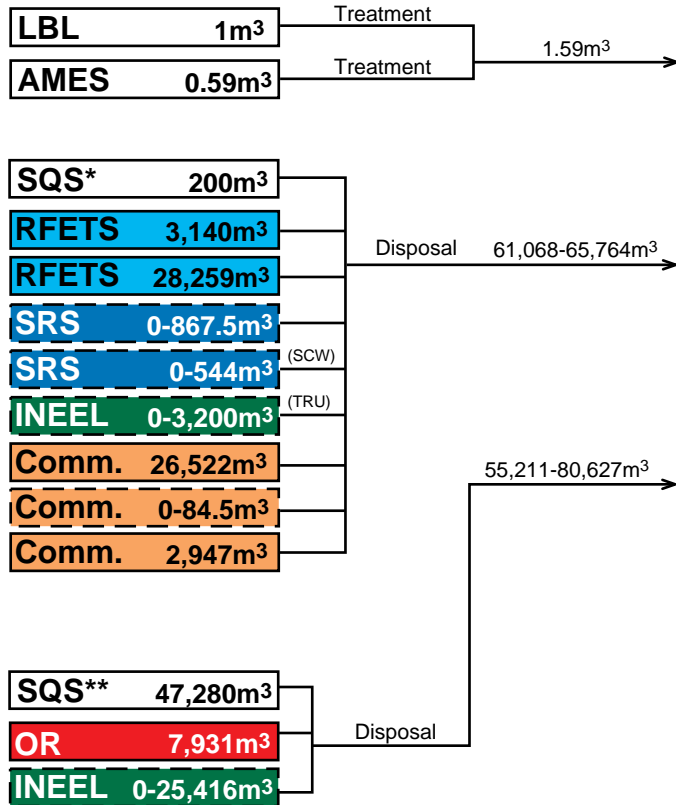 LBL 1m³ Treatment
1.59m³
AMES 0.59m³ Treatment
SQS* 200m³
RFETS 3,140m³
Disposal 61,068-65,764m³
RFETS 28,259m³
SRS 0-867.5m³
SRS 0-544m³ (SCW)
INEEL 0-3,200m³ (TRU)
Comm. 26,522m³
55,211-80,627m³
Comm. 0-84.5m³
Comm. 2,947m³
SQS** 47,280m³
OR 7,931m³ Disposal
INEEL 0-25,416m³